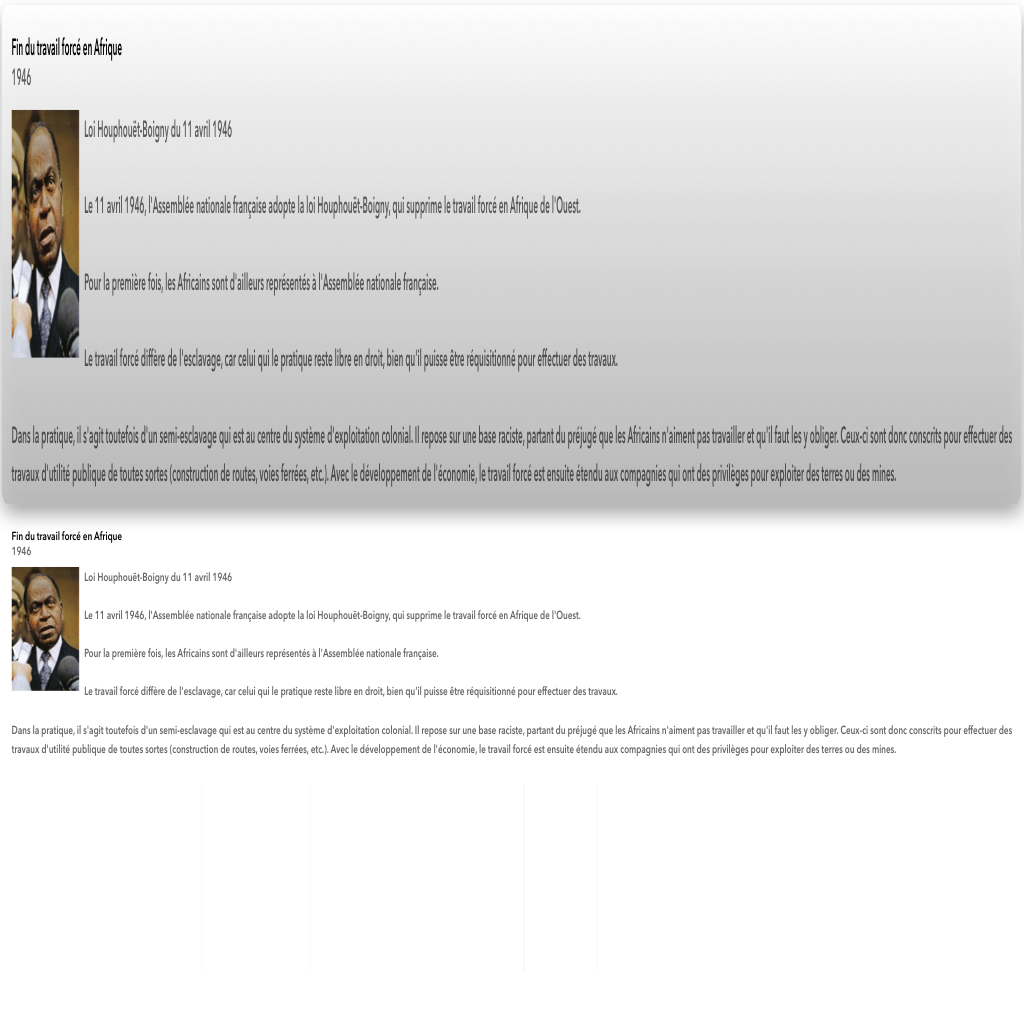 Fin du travail forcé en Afrique
1946
Loi Houphouët-Boigny du 11 avril 1946
Le 11 avril 1946, l'Assemblée nationale française adopte la loi Houphouët-Boigny, qui supprime le travail forcé en Afrique de l'Ouest.
Pour la première fois, les Africains sont d'ailleurs représentés à l'Assemblée nationale française.
Le travail forcé diffère de l'esclavage, car celui qui le pratique reste libre en droit, bien qu'il puisse être réquisitionné pour effectuer des travaux.
Dans la pratique, il s'agit toutefois d'un semi-esclavage qui est au centre du système d'exploitation colonial. Il repose sur une base raciste, partant du préjugé que les Africains n'aiment pas travailler et qu'il faut les y obliger. Ceux-ci sont donc conscrits pour effectuer des
travaux d'utilité publique de toutes sortes (construction de routes, voies ferrées, etc.). Avec le développement de l'économie, le travail forcé est ensuite étendu aux compagnies qui ont des privilèges pour exploiter des terres ou des mines.
Fin du travail forcé en Afrique
1946
Loi Houphouët-Boigny du 11 avril 1946
Le 11 avril 1946, l'Assemblée nationale française adopte la loi Houphouët-Boigny, qui supprime le travail forcé en Afrique de l'Ouest.
Pour la première fois, les Africains sont d'ailleurs représentés à l'Assemblée nationale française.
Le travail forcé diffère de l'esclavage, car celui qui le pratique reste libre en droit, bien qu'il puisse être réquisitionné pour effectuer des travaux.
Dans la pratique, il s'agit toutefois d'un semi-esclavage qui est au centre du système d'exploitation colonial. Il repose sur une base raciste, partant du préjugé que les Africains n'aiment pas travailler et qu'il faut les y obliger. Ceux-ci sont donc conscrits pour effectuer des
travaux d'utilité publique de toutes sortes (construction de routes, voies ferrées, etc.). Avec le développement de l'économie, le travail forcé est ensuite étendu aux compagnies qui ont des privilèges pour exploiter des terres ou des mines.